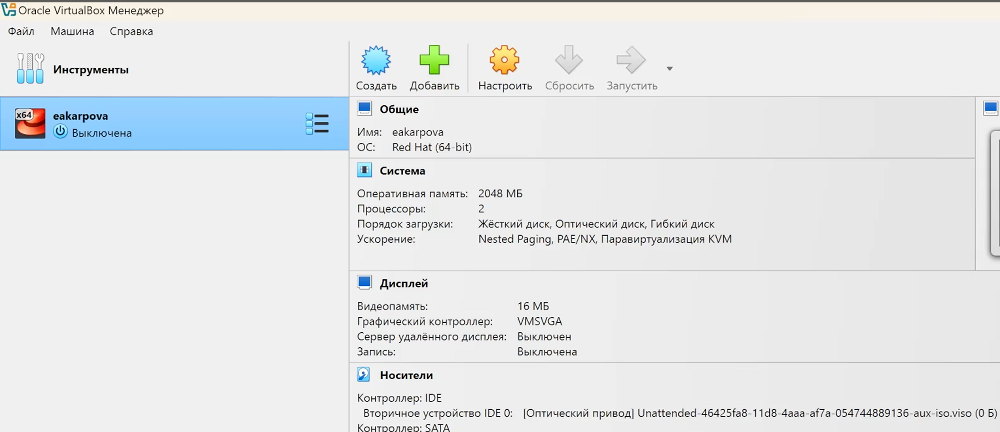 Oracle VirtualBox Менеджер
Файл Машина Справка
Инструменты
Создать Добавить Настроить Сбросить Запустить
x64 eakarpova
Выключена
Общие
Имя: eakarpova
ОС: Red Hat (64-bit)
Система
Оперативная память: 2048 МБ
Процессоры: 2
Порядок загрузки: Жёсткий диск, Оптический диск, Гибкий диск
Ускорение: Nested Paging, PAE/NX, Паравиртуализация KVM
Дисплей
Видеопамять: 16 МБ
Графический контроллер: VMSVGA
Сервер удалённого дисплея: Выключен
Запись: Выключена
Носители
Контроллер: IDE
Вторичное устройство IDE 0: [Оптический привод] Unattended-46425fa8-11d8-4aaa-af7a-054744889136-aux-iso.viso (0 Б)
Контроллер: SATA